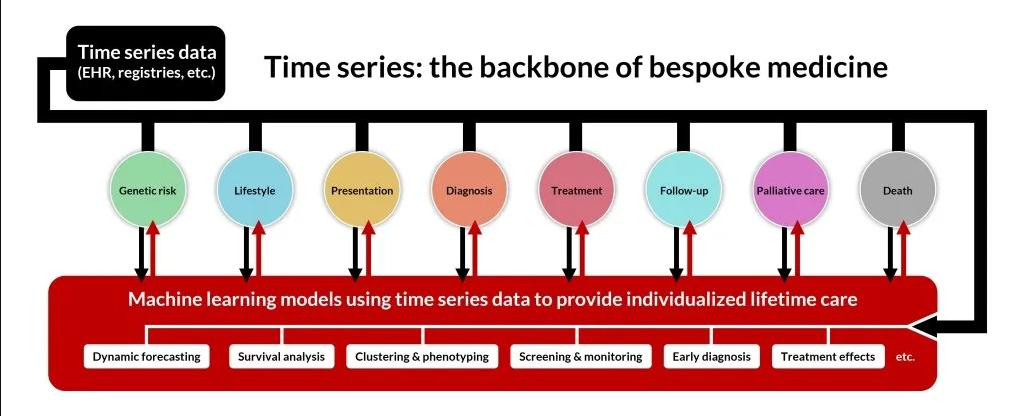 Time series data
(EHR, registries, etc.)
Time series: the backbone of bespoke medicine
Genetic risk
Lifestyle
Presentation
Diagnosis
Treatment
Follow-up
Palliative care
Death
Machine learning models using time series data to provide individualized lifetime care
Dynamic forecasting
Survival analysis
Clustering & phenotyping
Screening & monitoring
Early diagnosis
Treatment effects
etc.